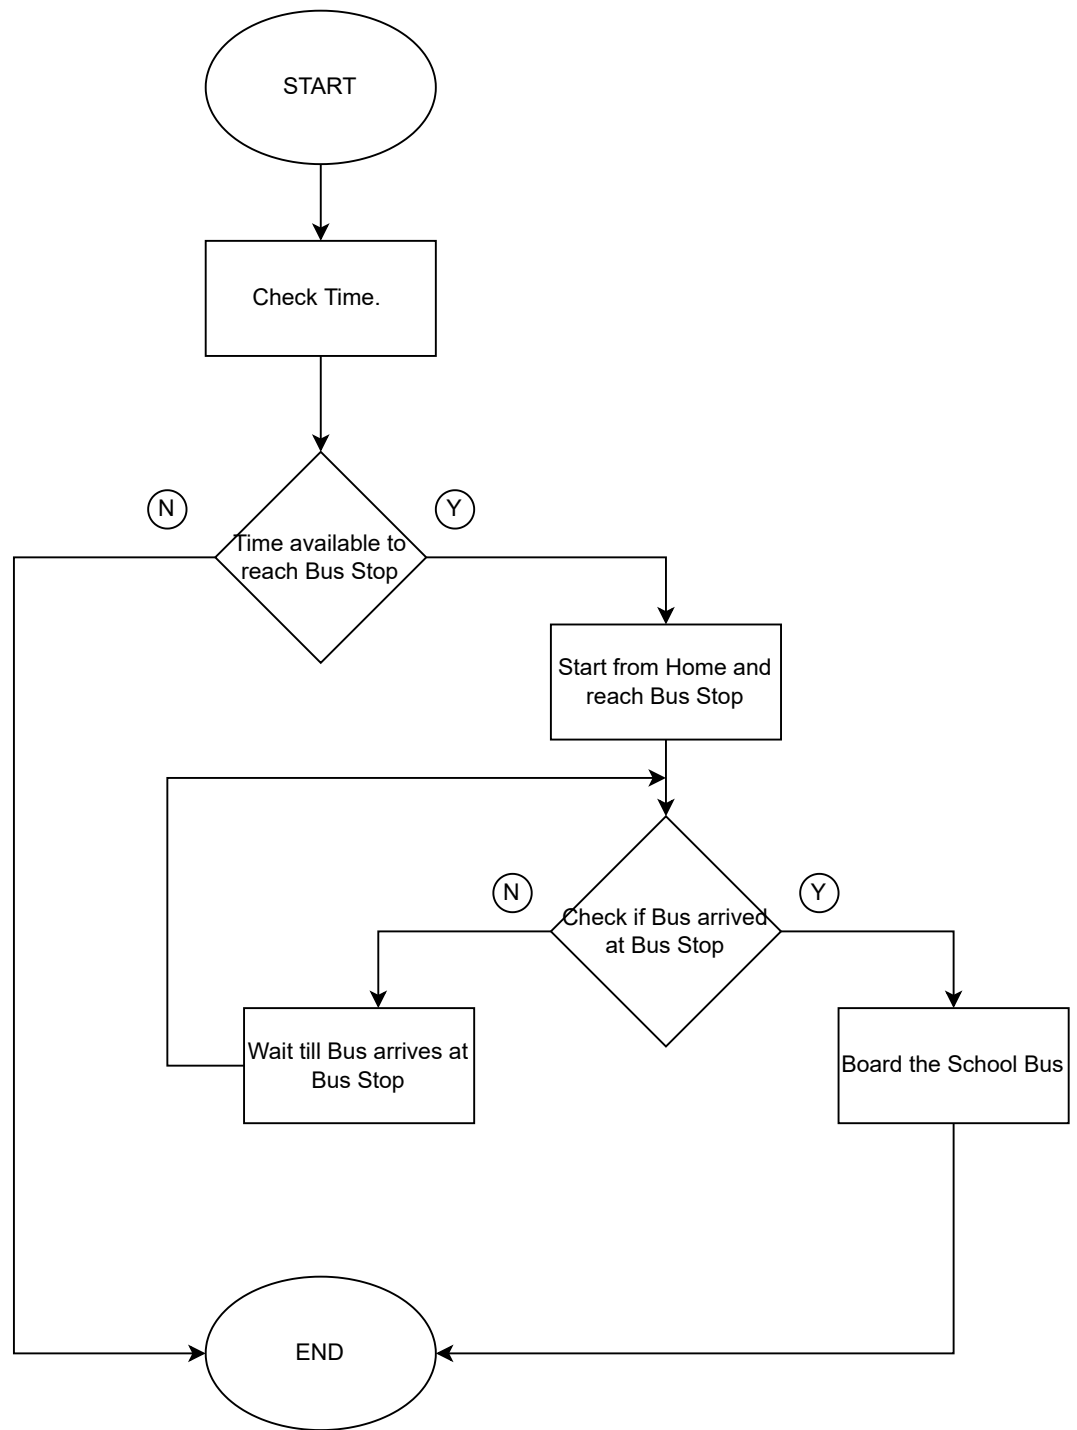 START
Check Time.
N
Y
Time available to
reach Bus Stop
Start from Home and
reach Bus Stop
N
Y
Check if Bus arrived
at Bus Stop
Wait till Bus arrives at
Bus Stop
Board the School Bus
END